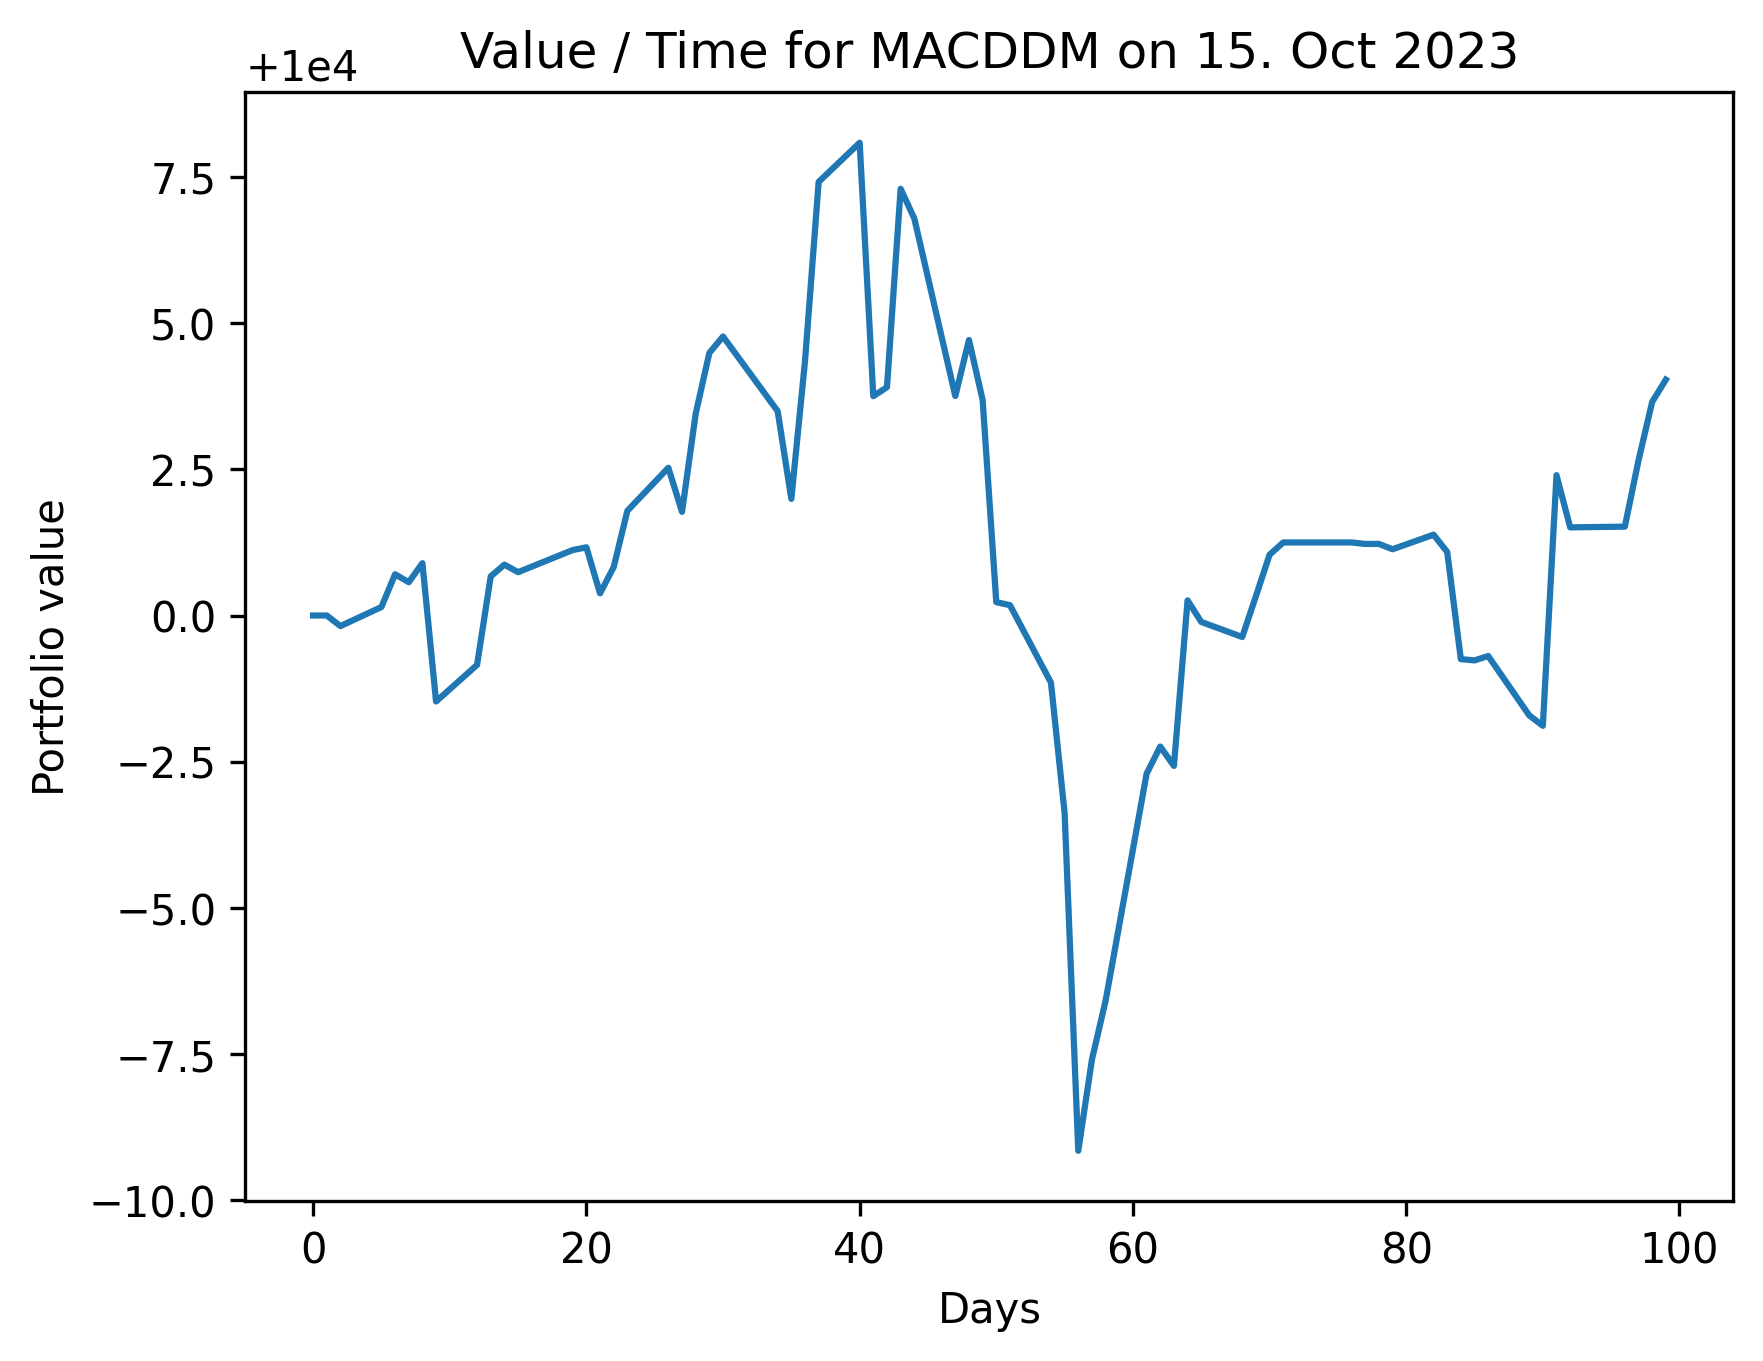 Value / Time for MACDDM on 15. Oct 2023
+1e4
7.5
5.0
2.5
0.0
−2.5
−5.0
−7.5
−10.0
Portfolio value
0 20 40 60 80 100
Days